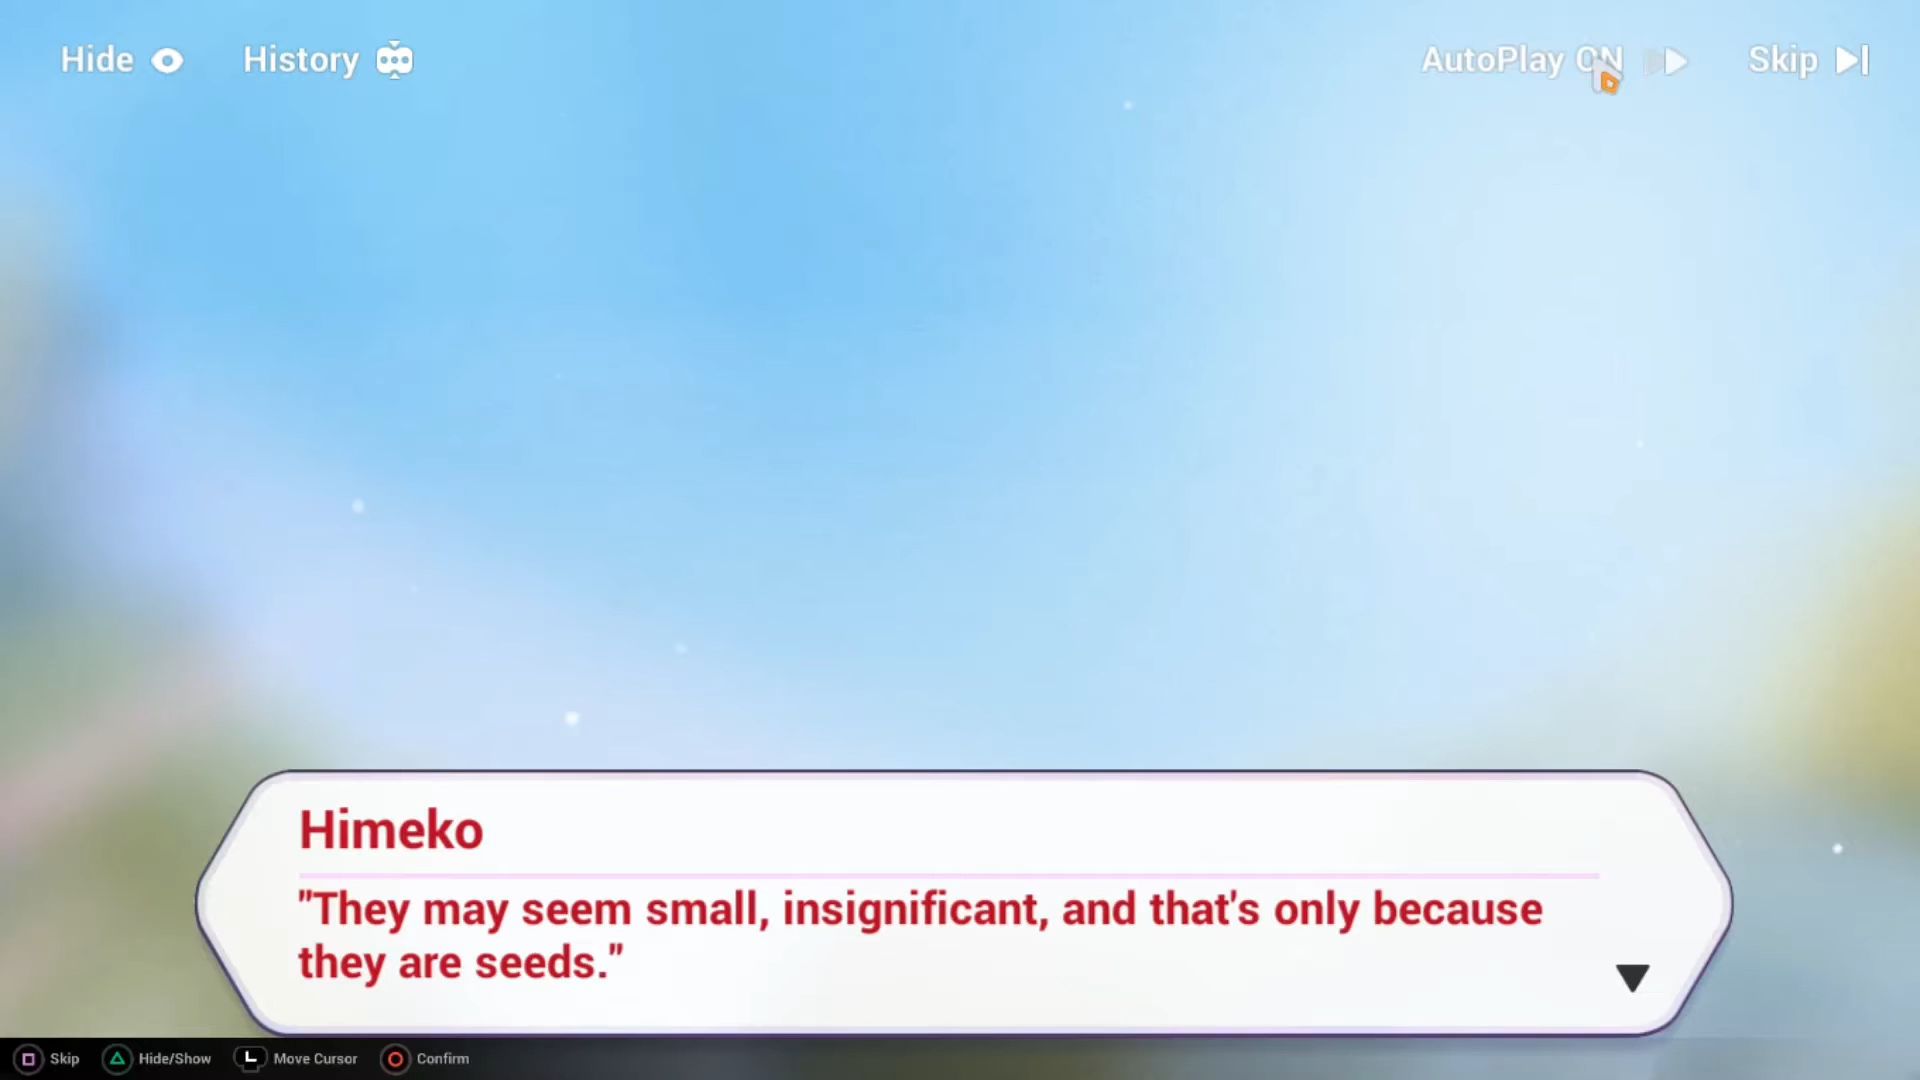 Hide
History
AutoPlay ON
Skip
Himeko
"They may seem small, insignificant, and that's only because
they are seeds."
Skip
Hide/Show
L
Move Cursor
Confirm